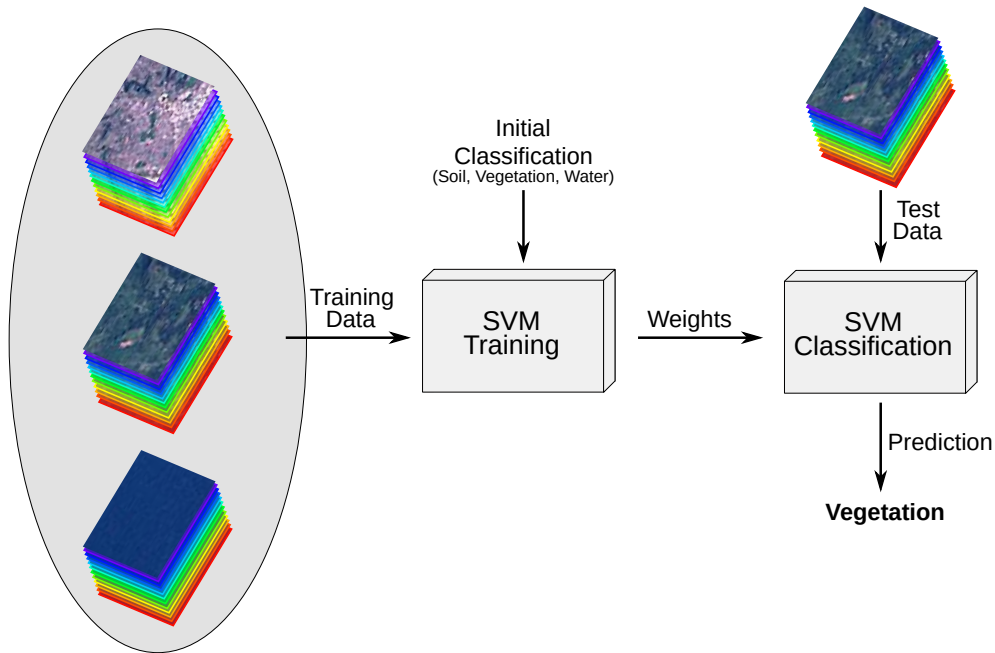 Initial
Classification
(Soil, Vegetation, Water)
Test
Data
Training
Data
SVM
Training
Weights
SVM
Classification
Prediction
Vegetation